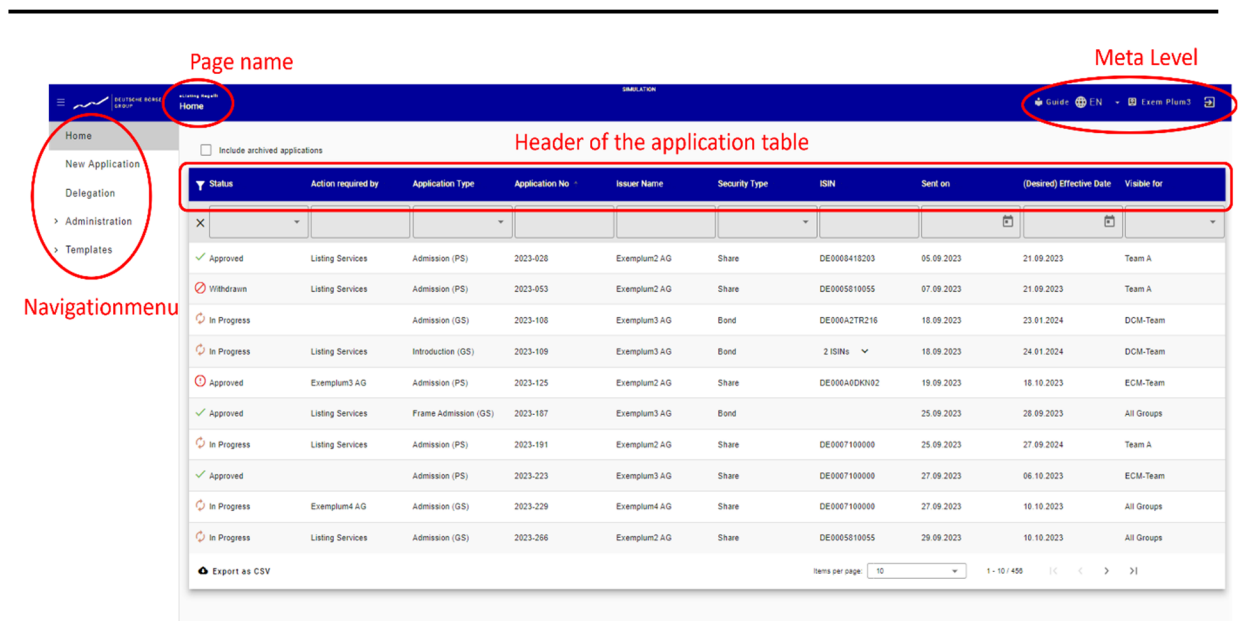 Page name
Meta Level
SIMULATION
DEUTSCHE BÖRSE
GROUP
Home
Guide EN Exem Plum3
Home
New Application
Delegation
Administration
Templates
Navigationmenu
Include archived applications
Header of the application table
Status Action required by Application Type Application No Issuer Name Security Type ISIN Sent on (Desired) Effective Date Visible for
Approved Listing Services Admission (PS) 2023-028 Exemplum2 AG Share DE0008418203 05.09.2023 21.09.2023 Team A
Withdrawn Listing Services Admission (PS) 2023-053 Exemplum2 AG Share DE0005810055 07.09.2023 21.09.2023 Team A
In Progress Admission (GS) 2023-108 Exemplum3 AG Bond DE000A2TR216 18.09.2023 23.01.2024 DCM-Team
In Progress Listing Services Introduction (GS) 2023-109 Exemplum3 AG Bond 2 ISINs 18.09.2023 24.01.2024 DCM-Team
Approved Exemplum3 AG Admission (PS) 2023-125 Exemplum2 AG Share DE000A0DKN02 19.09.2023 18.10.2023 ECM-Team
Approved Listing Services Frame Admission (GS) 2023-187 Exemplum3 AG Bond 25.09.2023 28.09.2023 All Groups
In Progress Listing Services Admission (PS) 2023-191 Exemplum2 AG Share DE0007100000 25.09.2023 27.09.2024 Team A
Approved Admission (PS) 2023-223 Exemplum3 AG Share DE0007100000 27.09.2023 06.10.2023 ECM-Team
In Progress Exemplum4 AG Admission (GS) 2023-229 Exemplum4 AG Share DE0007100000 27.09.2023 10.10.2023 All Groups
In Progress Listing Services Admission (GS) 2023-266 Exemplum2 AG Share DE0005810055 29.09.2023 10.10.2023 All Groups
Export as CSV Items per page: 10 1 - 10 / 456